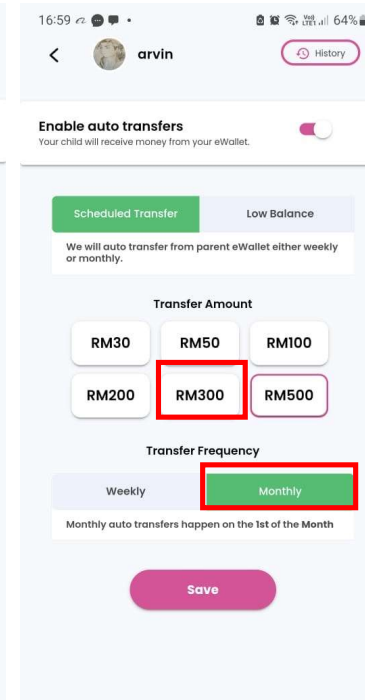 16:59
64%
arvin
History
Enable auto transfers
Your child will receive money from your eWallet.
Scheduled Transfer
Low Balance
We will auto transfer from parent eWallet either weekly
or monthly.
Transfer Amount
RM30
RM50
RM100
RM200
RM300
RM500
Transfer Frequency
Weekly
Monthly
Monthly auto transfers happen on the 1st of the Month
Save